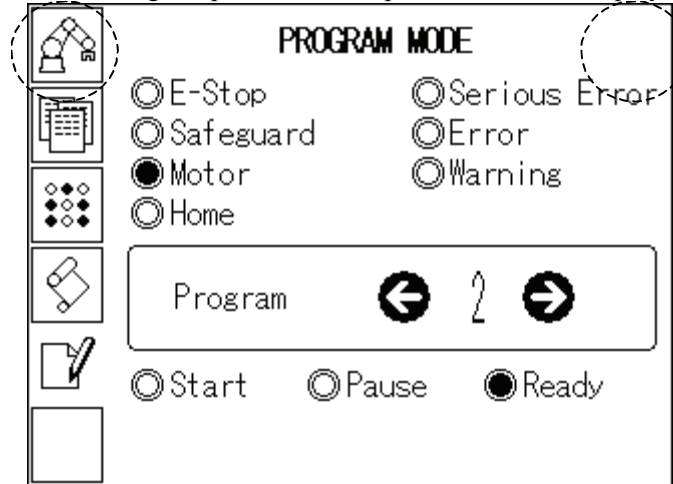 PROGRAM MODE
E-Stop
Serious Error
Safeguard
Error
Motor
Warning
Home
Program 2
Start Pause Ready